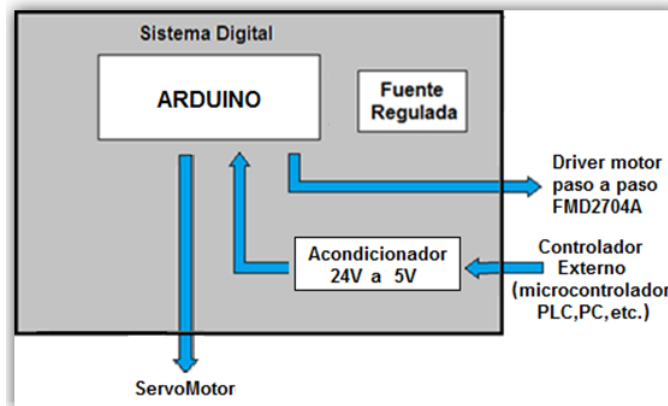 Sistema Digital
ARDUINO
Fuente
Regulada
Driver motor
paso a paso
FMD2704A
Acondicionador
24V a 5V
Controlador
Externo
(microcontrolador
PLC,PC,etc.)
ServoMotor